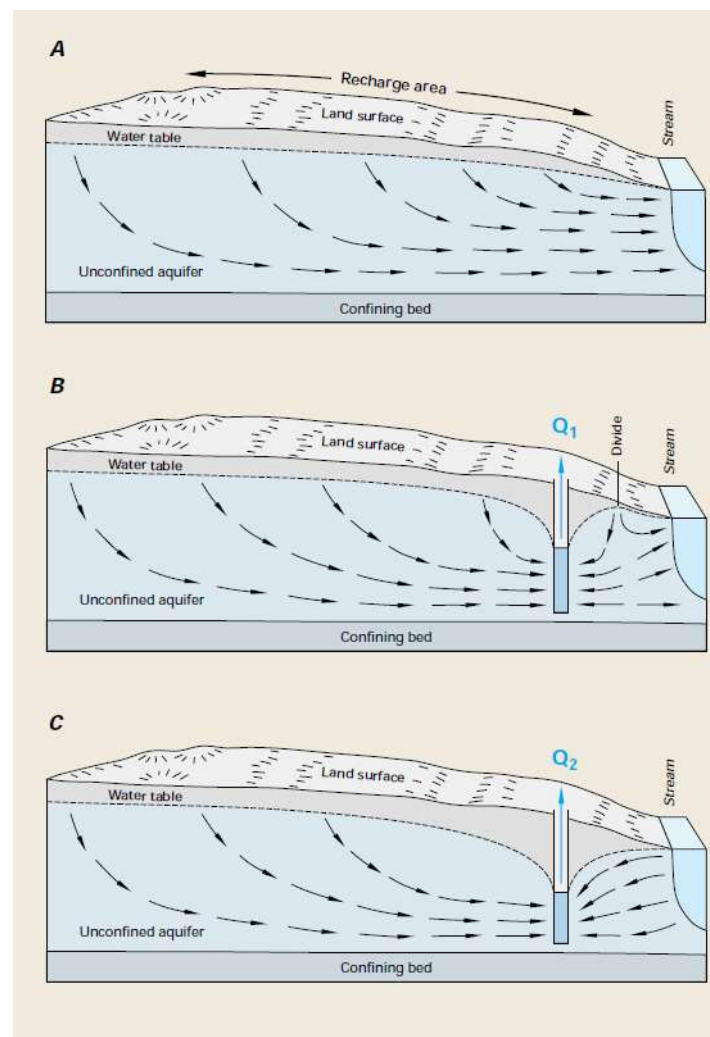 A
Recharge area
Land surface
Stream
Water table
Unconfined aquifer
Confining bed
B
Q1
Divide
Stream
Land surface
Water table
Unconfined aquifer
Confining bed
C
Q2
Stream
Land surface
Water table
Unconfined aquifer
Confining bed